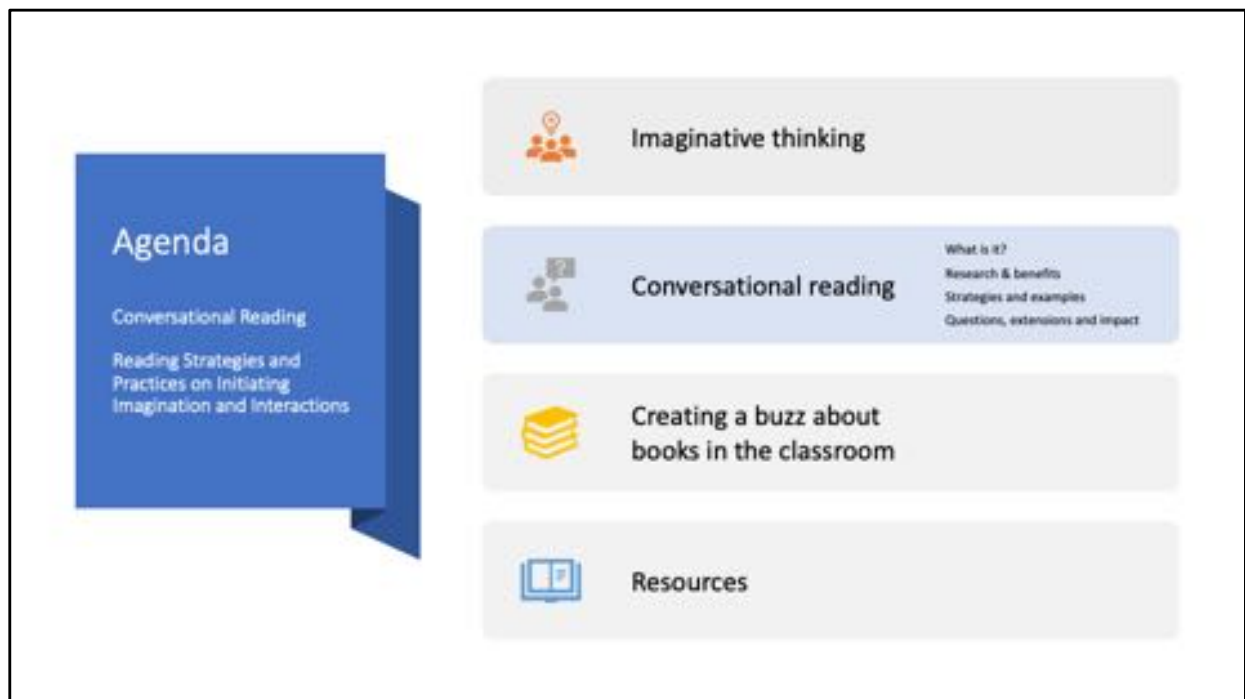 Agenda
Conversational Reading
Reading Strategies and
Practices on Initiating
Imagination and Interactions
Imaginative thinking
Conversational reading
What is it?
Research & benefits
Strategies and examples
Questions, extensions and impact
Creating a buzz about
books in the classroom
Resources